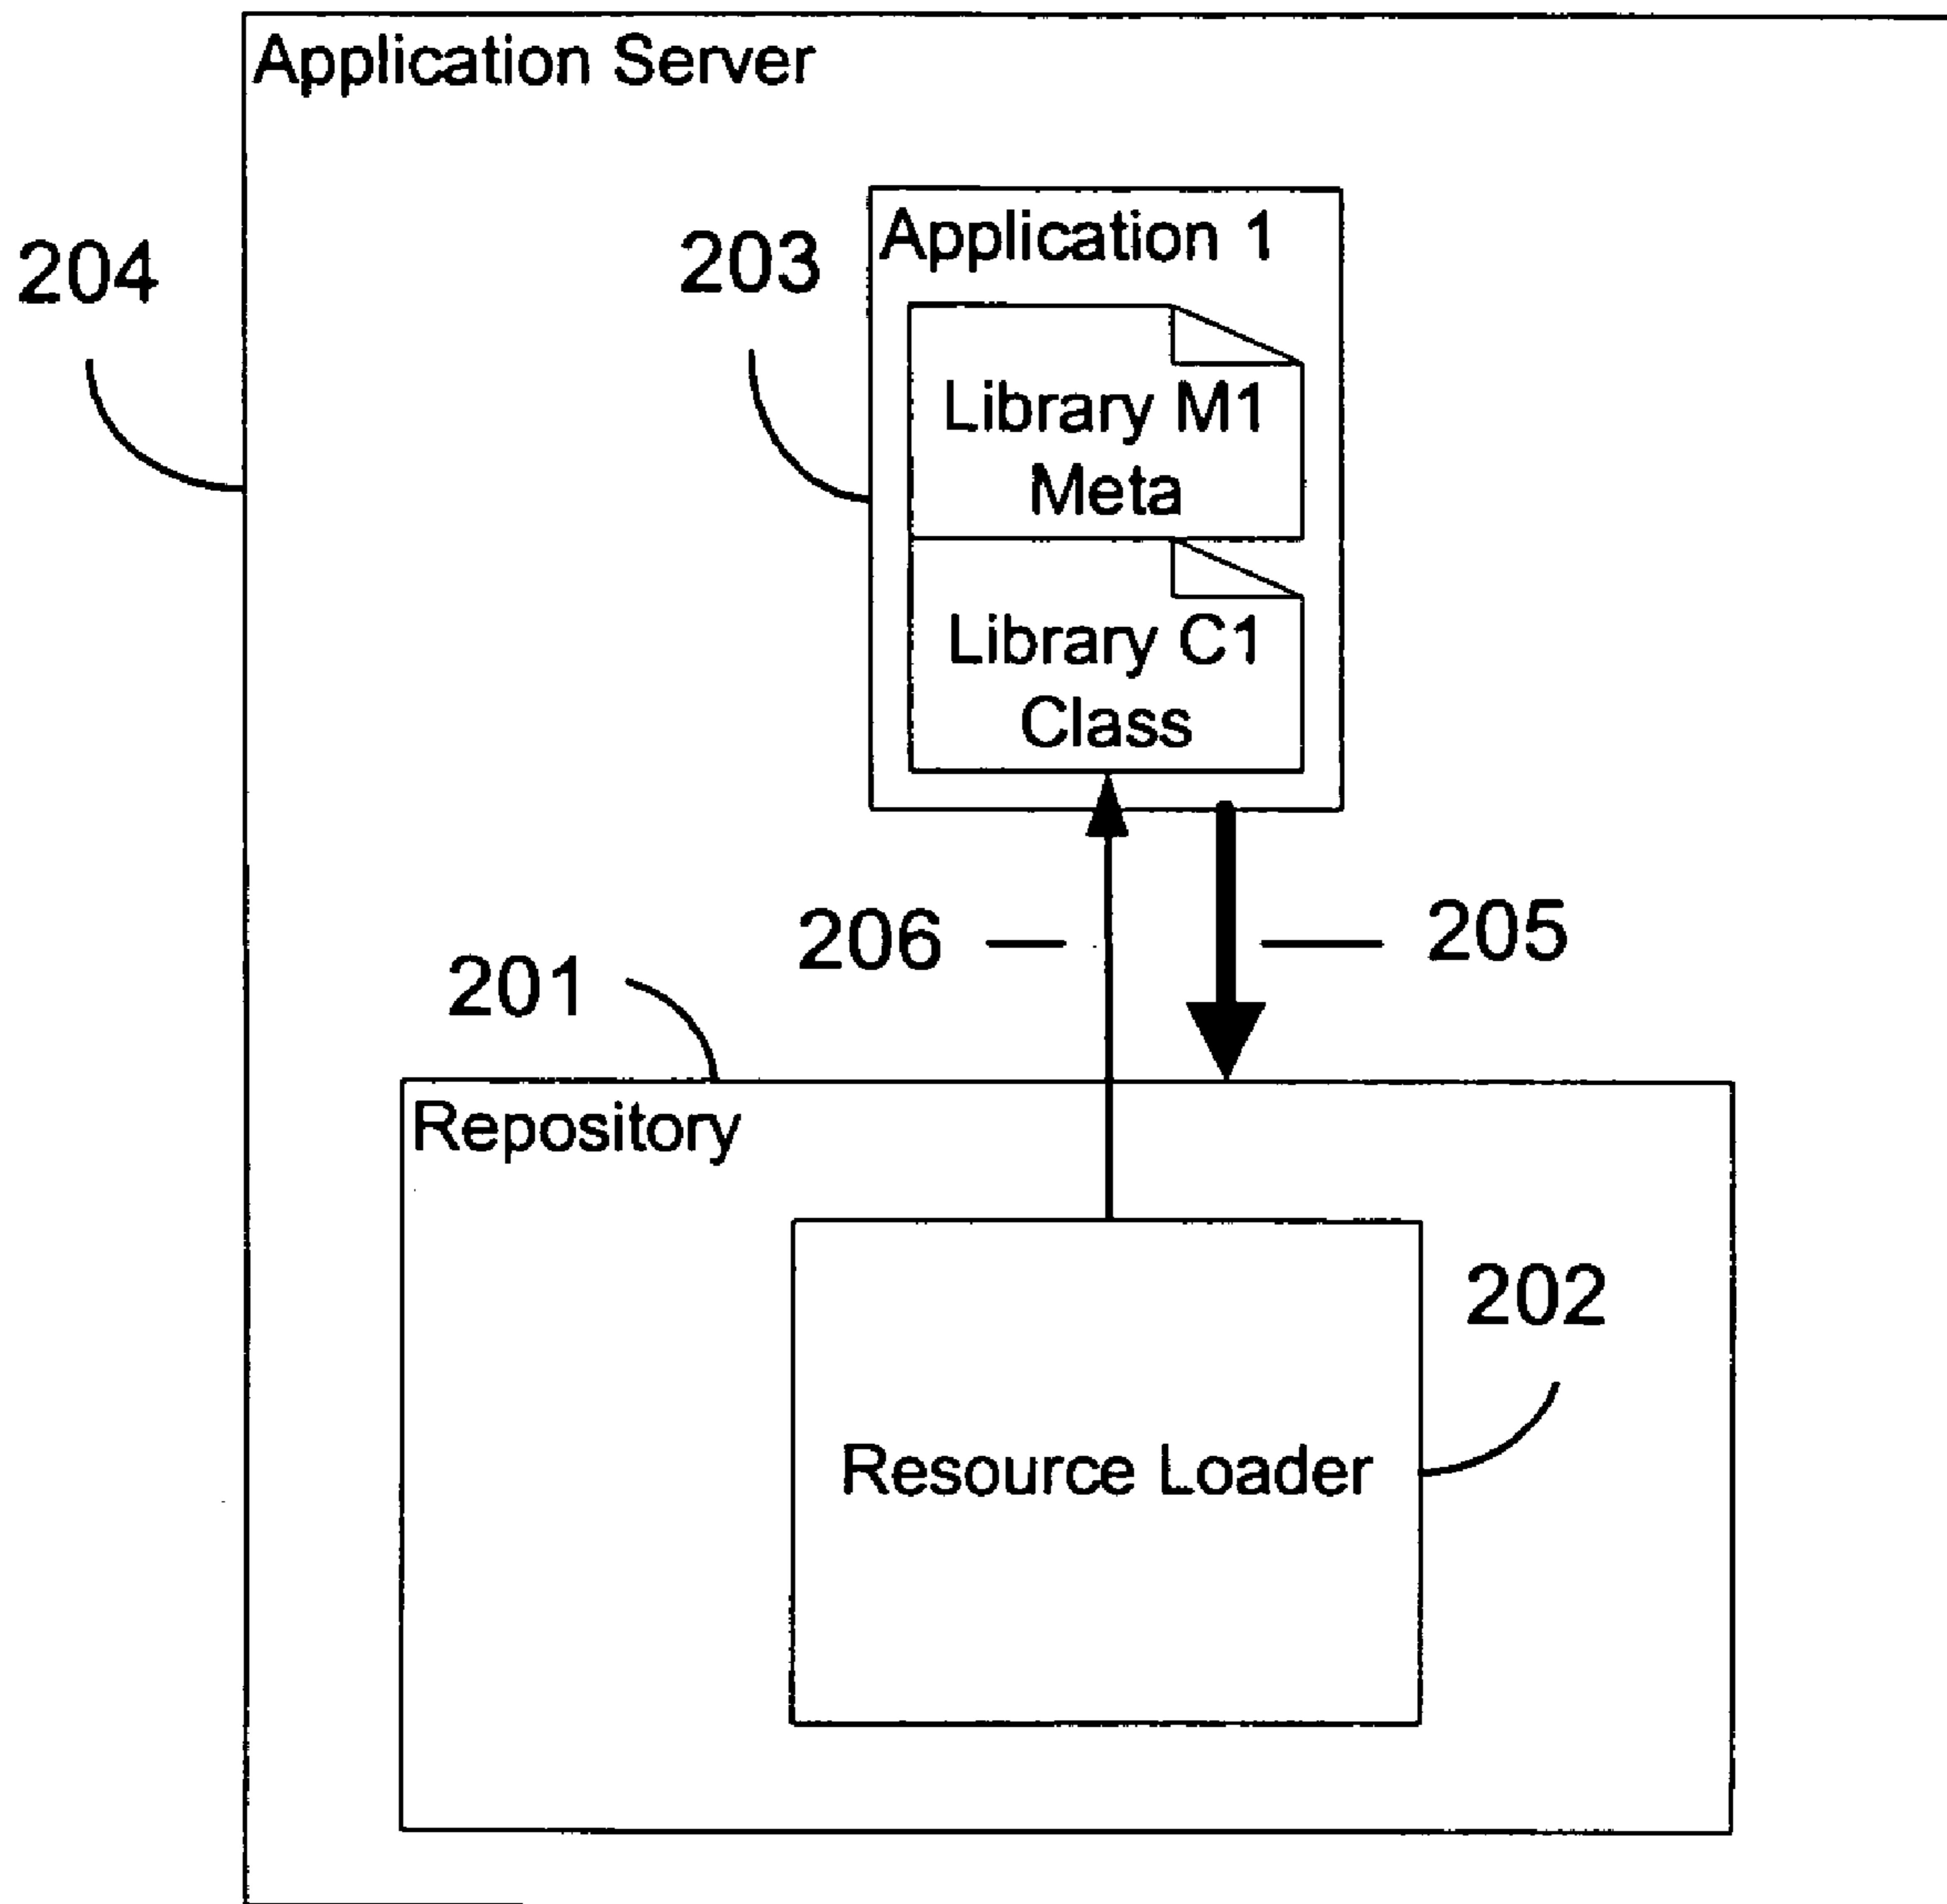 Application Server
204
203
Application 1
Library M1
Meta
Library C1
Class
206
205
201
Repository
202
Resource Loader